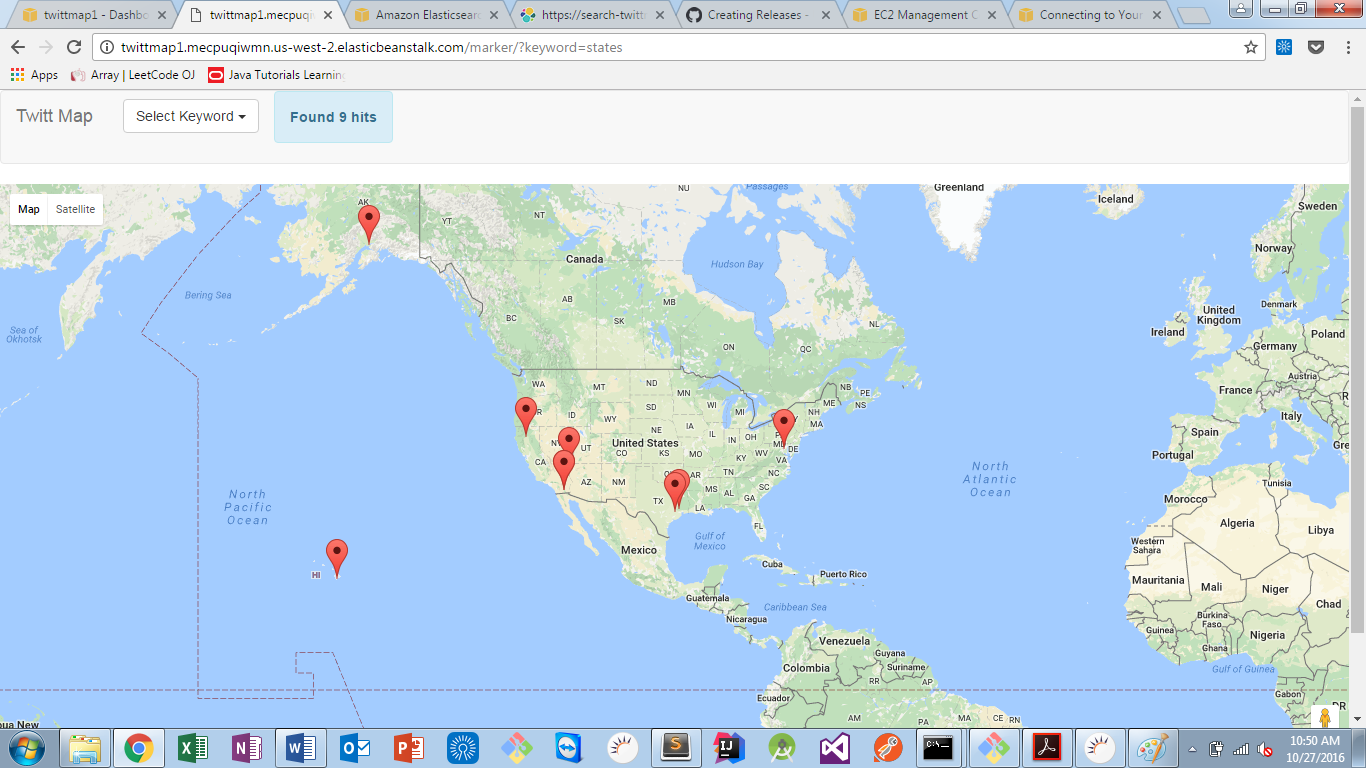 twittmap1 - Dashbo
twittmap1.mecpuqiw
Amazon Elasticsear
https://search-twitt
Creating Releases -
EC2 Management C
Connecting to Your
twittmap1.mecpuqiwmn.us-west-2.elasticbeanstalk.com/marker/?keyword=states
Apps
Array | LeetCode OJ
Java Tutorials Learnin
Twitt Map
Select Keyword
Found 9 hits
Map
Satellite
AK
YT
NT
NU
Passages
Greenland
Iceland
Sweden
Norway
Canada
Hudson Bay
Bering Sea
Sea of
Okhotsk
AB
BC
SK
MB
ON
QC
NL
Denmark
United
Kingdom
Ireland
Poland
Germany
Austria
France
Italy
Spain
Portugal
Gre
WA
MT
ND
MN
WI
MI
NB
PE
NS
ME
NH
MA
ID
WY
SD
NE
IA
IL
IN
OH
DE
WV
VA
KY
NV
UT
United States
CO
KS
MO
CA
AZ
NM
AR
TN
NC
SC
MS
AL
GA
TX
LA
FL
North
Pacific
Ocean
North
Atlantic
Ocean
HI
Mexico
Gulf of
Mexico
Cuba
Puerto Rico
Guatemala
Nicaragua
Caribbean Sea
Venezuela
Guyana
Suriname
Colombia
RR
AP
Ecuador
AM
PA
MA
CE
RN
Tunisia
Morocco
Algeria
Libya
Western
Sahara
Mauritania
Mali
Niger
Chad
Burkina
Faso
Guinea
Ghana
Nigeria
Gulf of Guinea
Gabon
DR
pua New
10:50 AM
10/27/2016